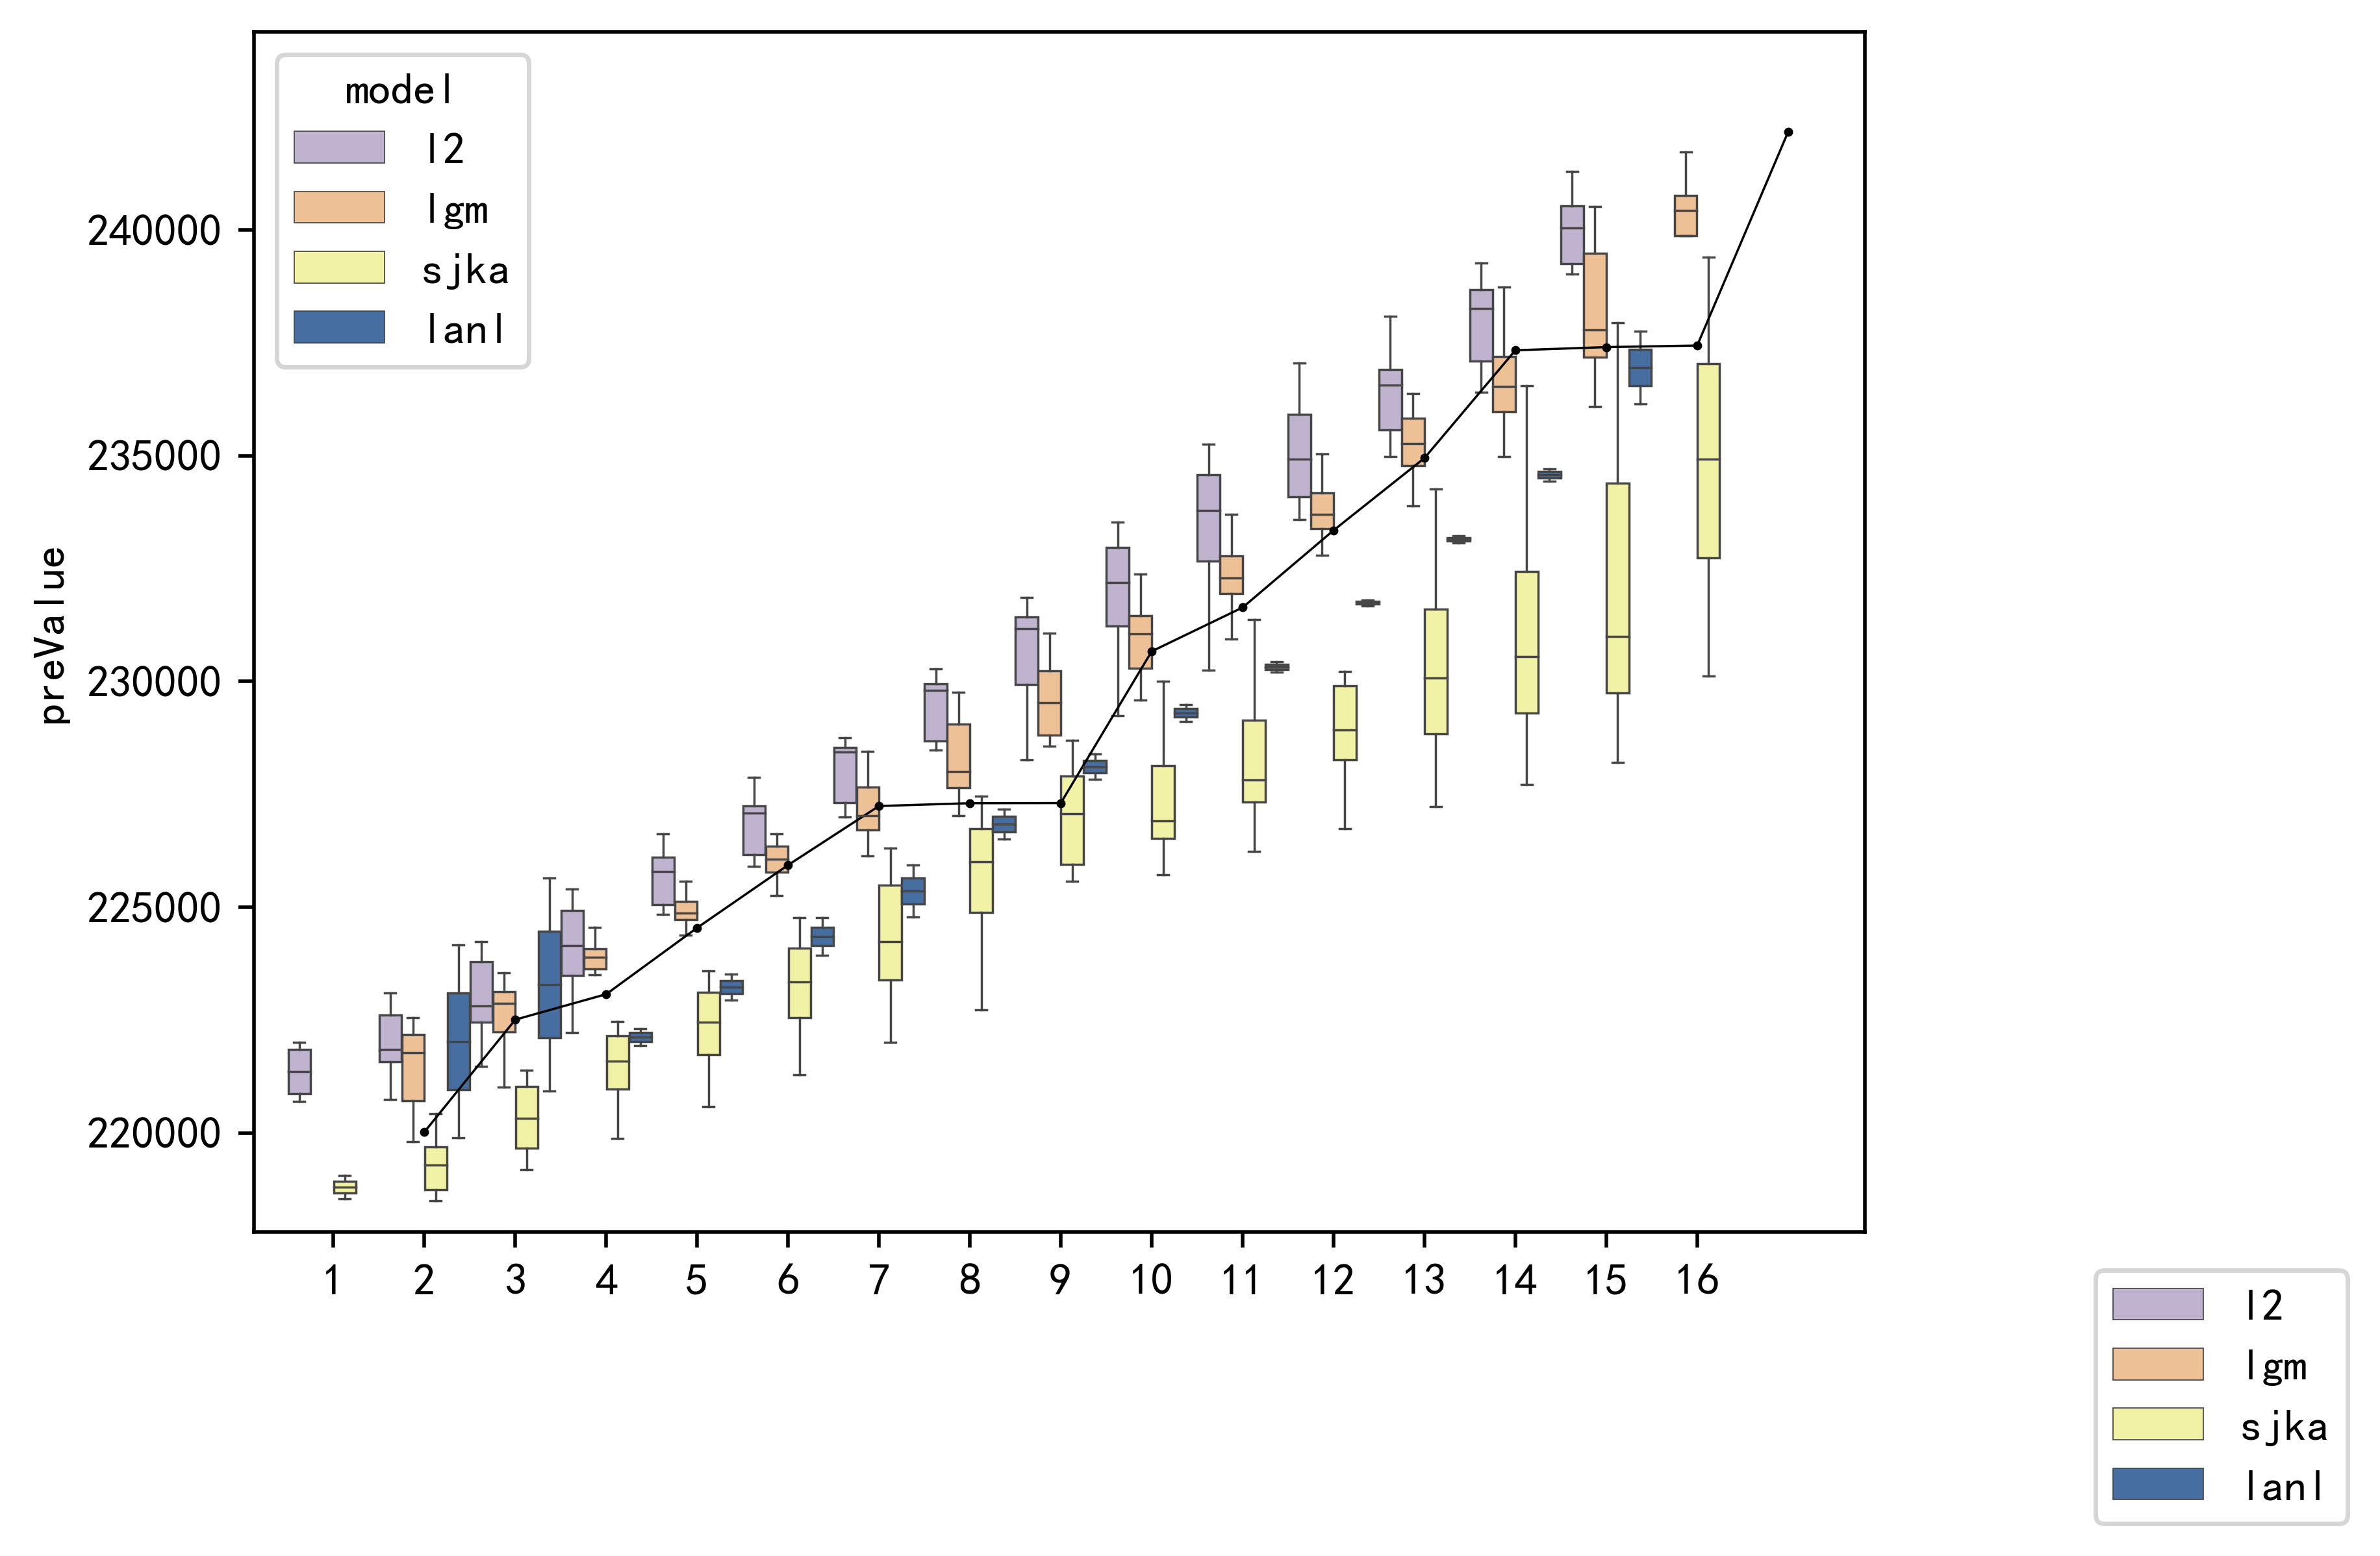 model
l2
lgm
sjka
lanl
240000
235000
230000
225000
220000
preValue
1 2 3 4 5 6 7 8 9 10 11 12 13 14 15 16
l2
lgm
sjka
lanl